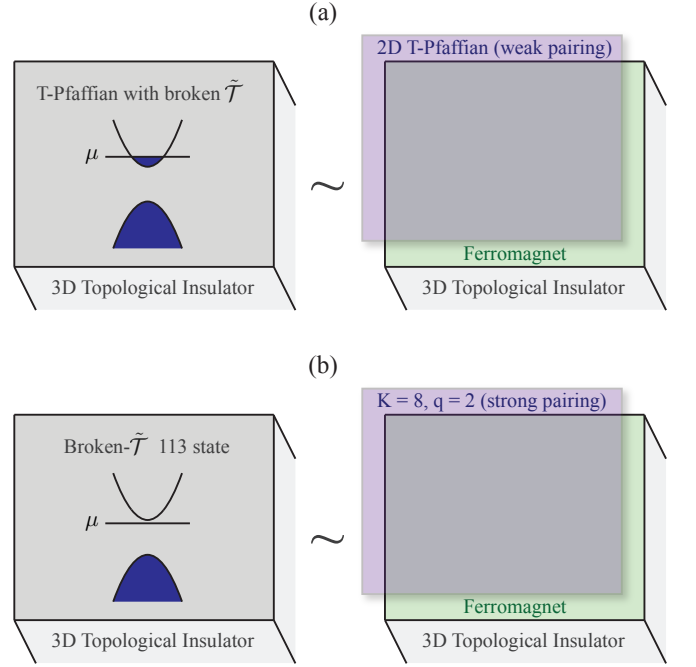 (a)
T-Pfaffian with broken 𝒯̃
μ
3D Topological Insulator
∼
2D T-Pfaffian (weak pairing)
Ferromagnet
3D Topological Insulator
(b)
Broken-𝒯̃ 113 state
μ
3D Topological Insulator
∼
K = 8, q = 2 (strong pairing)
Ferromagnet
3D Topological Insulator